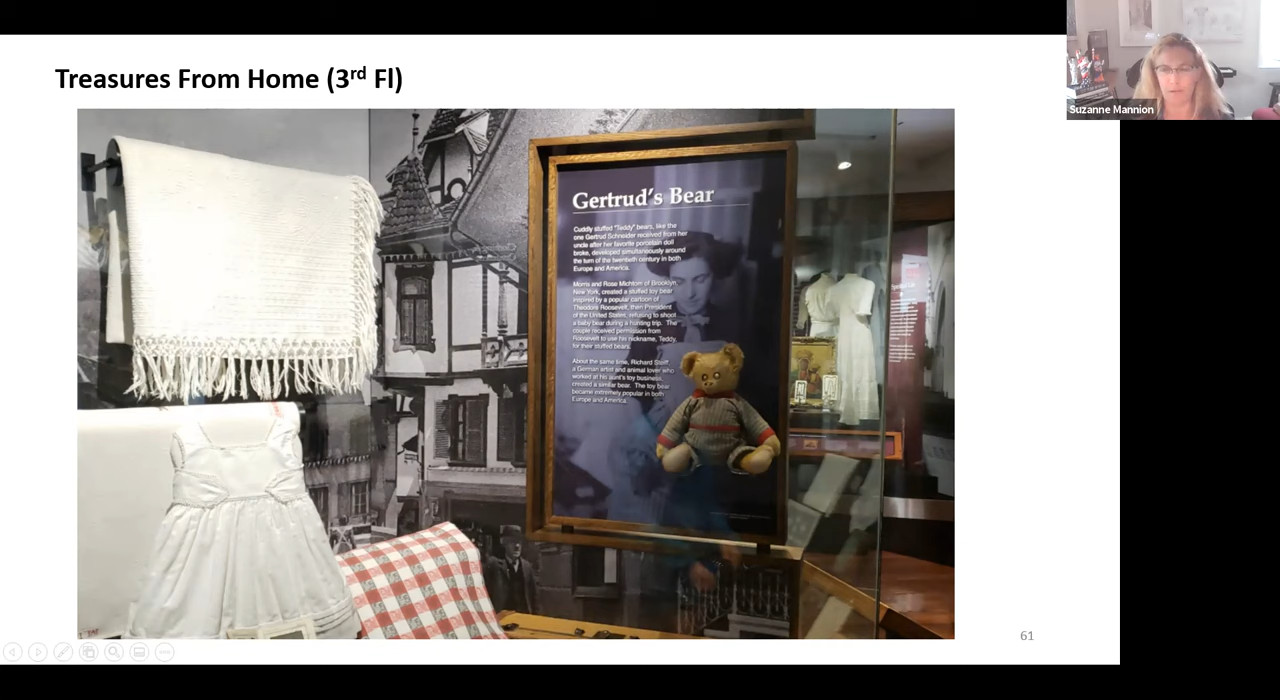 Treasures From Home (3rd Fl)
Suzanne Mannion
Gertrud's Bear
Cuddly stuffed "Teddy" bears, like the
one Gertrud Schneider received from her
uncle after her favorite porcelain doll
broke, developed simultaneously around
the turn of the twentieth century in both
Europe and America.
Morris and Rose Michtom of Brooklyn,
New York, created a stuffed toy bear
inspired by a popular cartoon of
Theodore Roosevelt, then President
of the United States, refusing to shoot
a baby bear during a hunting trip. The
couple received permission from
Roosevelt to use his nickname, Teddy,
for their stuffed bears.
About the same time, Richard Steiff,
a German artist and animal lover who
worked at his aunt's toy business,
created a similar bear. The toy bear
became extremely popular in both
Europe and America.
61